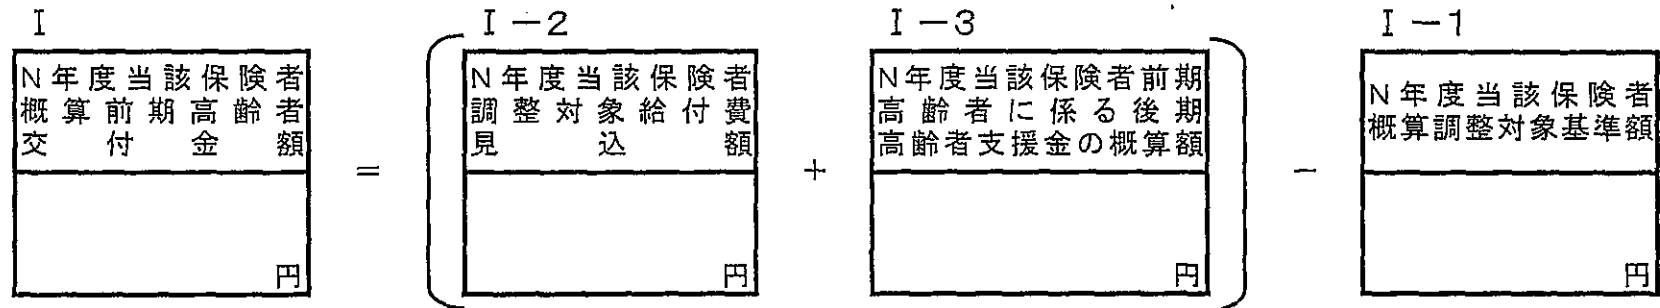 I
N年度当該保険者
概算前期高齢者
交付金額
円
=
I-2
N年度当該保険者
調整対象給付費
見込額
円
+
I-3
N年度当該保険者前期
高齢者に係る後期
高齢者支援金の概算額
円
-
I-1
N年度当該保険者
概算調整対象基準額
円